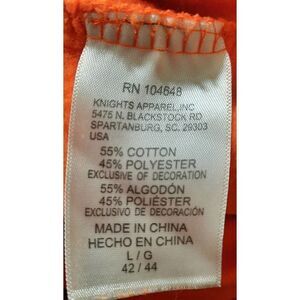 RN 104648
KNIGHTS APPAREL,INC
5475 N. BLACKSTOCK RD
SPARTANBURG, SC. 29303
USA
55% COTTON
45% POLYESTER
EXCLUSIVE OF DECORATION
55% ALGODÓN
45% POLIÉSTER
EXCLUSIVO DE DECORACIÓN
MADE IN CHINA
HECHO EN CHINA
L / G
42 / 44